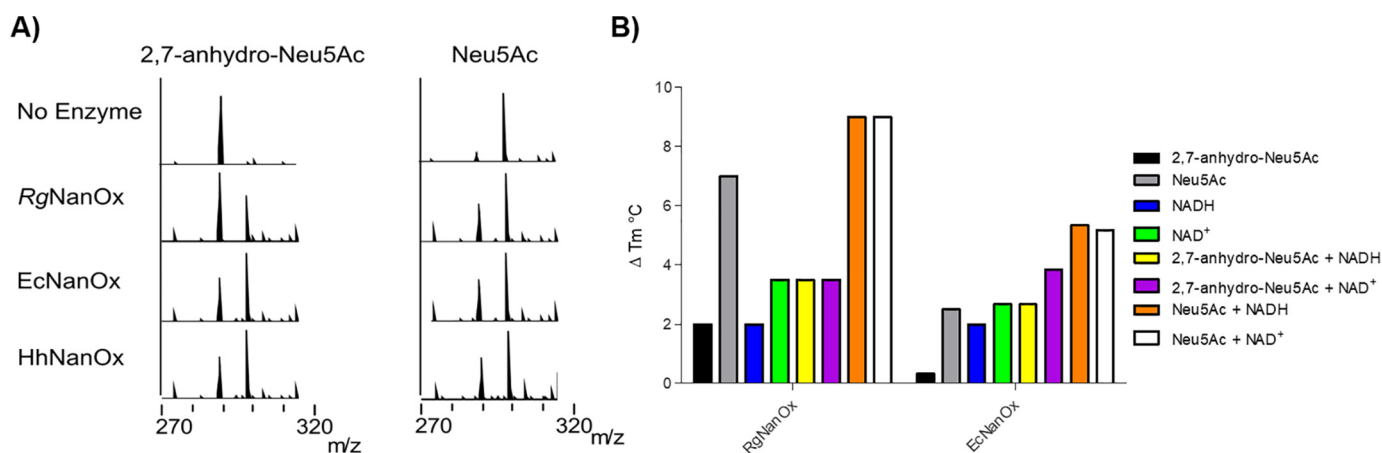 A)
2,7-anhydro-Neu5Ac
Neu5Ac
No Enzyme
RgNanOx
EcNanOx
HhNanOx
270
320
m/z
270
320
m/z
B)
Δ Tm °C
10
8
6
4
2
0
RgNanOx
EcNanOx
2,7-anhydro-Neu5Ac
Neu5Ac
NADH
NAD+
2,7-anhydro-Neu5Ac + NADH
2,7-anhydro-Neu5Ac + NAD+
Neu5Ac + NADH
Neu5Ac + NAD+